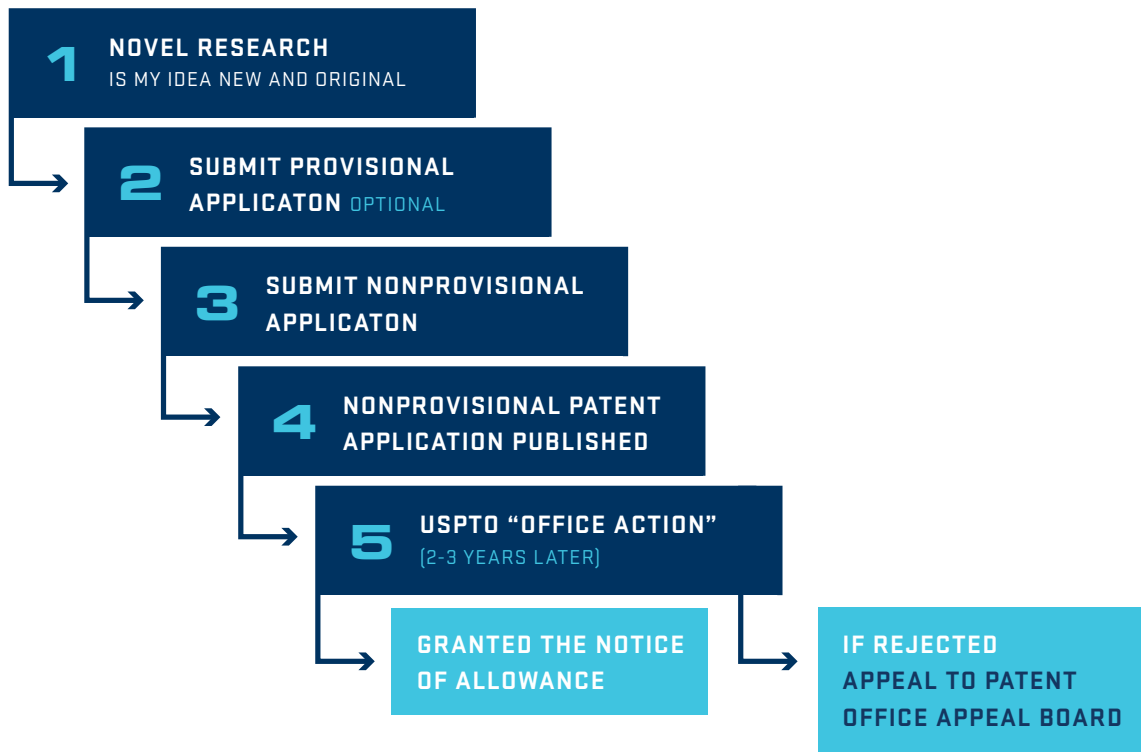 1
NOVEL RESEARCH
IS MY IDEA NEW AND ORIGINAL
2
SUBMIT PROVISIONAL
APPLICATON OPTIONAL
3
SUBMIT NONPROVISIONAL
APPLICATON
4
NONPROVISIONAL PATENT
APPLICATION PUBLISHED
5
USPTO “OFFICE ACTION”
(2-3 YEARS LATER)
GRANTED THE NOTICE
OF ALLOWANCE
IF REJECTED
APPEAL TO PATENT
OFFICE APPEAL BOARD